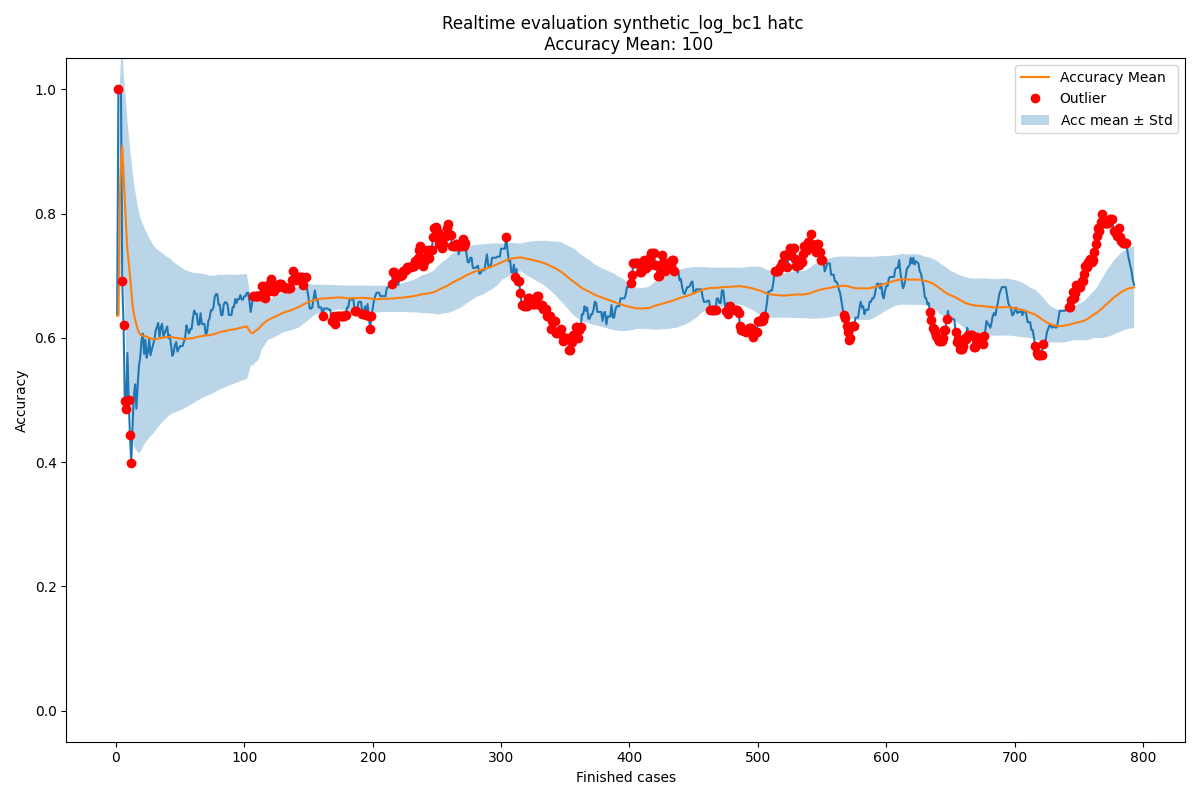 Realtime evaluation synthetic_log_bc1 hatc
Accuracy Mean: 100
Accuracy Mean
Outlier
Acc mean ± Std
1.0
0.8
0.6
0.4
0.2
0.0
Accuracy
0 100 200 300 400 500 600 700 800
Finished cases